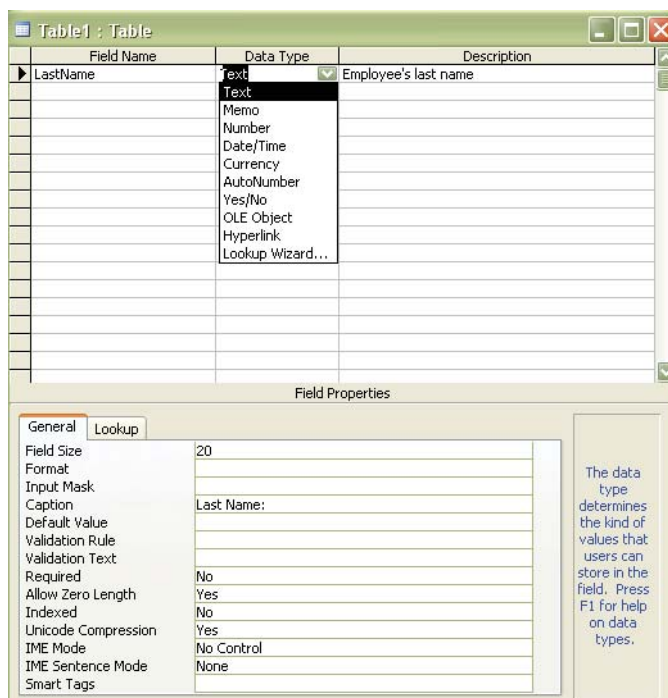 Table1 : Table
Field Name Data Type Description
LastName Text Employee's last name
Text
Memo
Number
Date/Time
Currency
AutoNumber
Yes/No
OLE Object
Hyperlink
Lookup Wizard...
Field Properties
General Lookup
Field Size 20
Format
Input Mask
Caption Last Name:
Default Value
Validation Rule
Validation Text
Required No
Allow Zero Length Yes
Indexed No
Unicode Compression Yes
IME Mode No Control
IME Sentence Mode None
Smart Tags
The data
type
determines
the kind of
values that
users can
store in the
field. Press
F1 for help
on data
types.